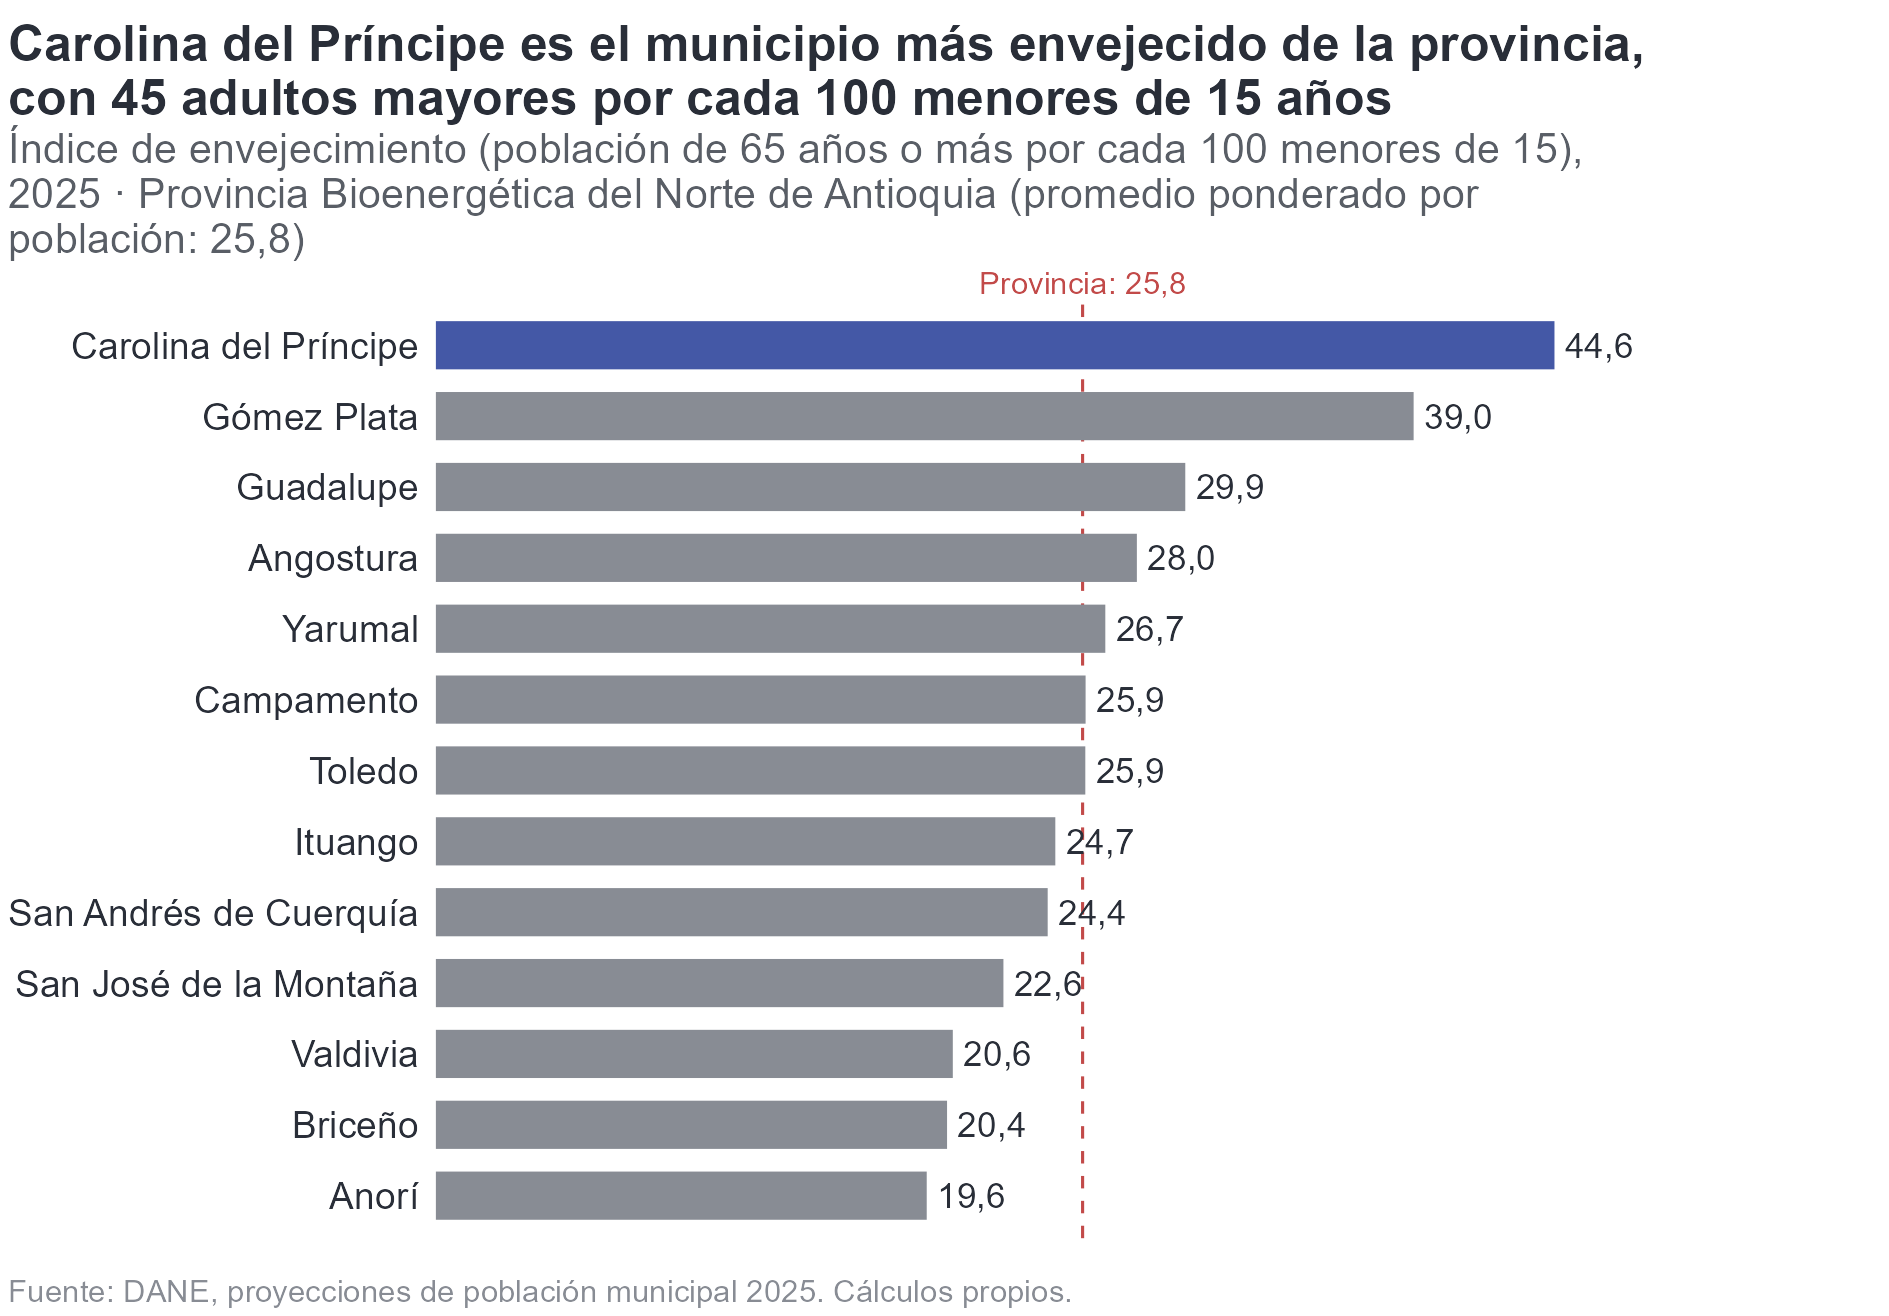 Carolina del Príncipe es el municipio más envejecido de la provincia,
con 45 adultos mayores por cada 100 menores de 15 años
Índice de envejecimiento (población de 65 años o más por cada 100 menores de 15),
2025 · Provincia Bioenergética del Norte de Antioquia (promedio ponderado por
población: 25,8)
Provincia: 25,8
Carolina del Príncipe 44,6
Gómez Plata 39,0
Guadalupe 29,9
Angostura 28,0
Yarumal 26,7
Campamento 25,9
Toledo 25,9
Ituango 24,7
San Andrés de Cuerquía 24,4
San José de la Montaña 22,6
Valdivia 20,6
Briceño 20,4
Anorí 19,6
Fuente: DANE, proyecciones de población municipal 2025. Cálculos propios.